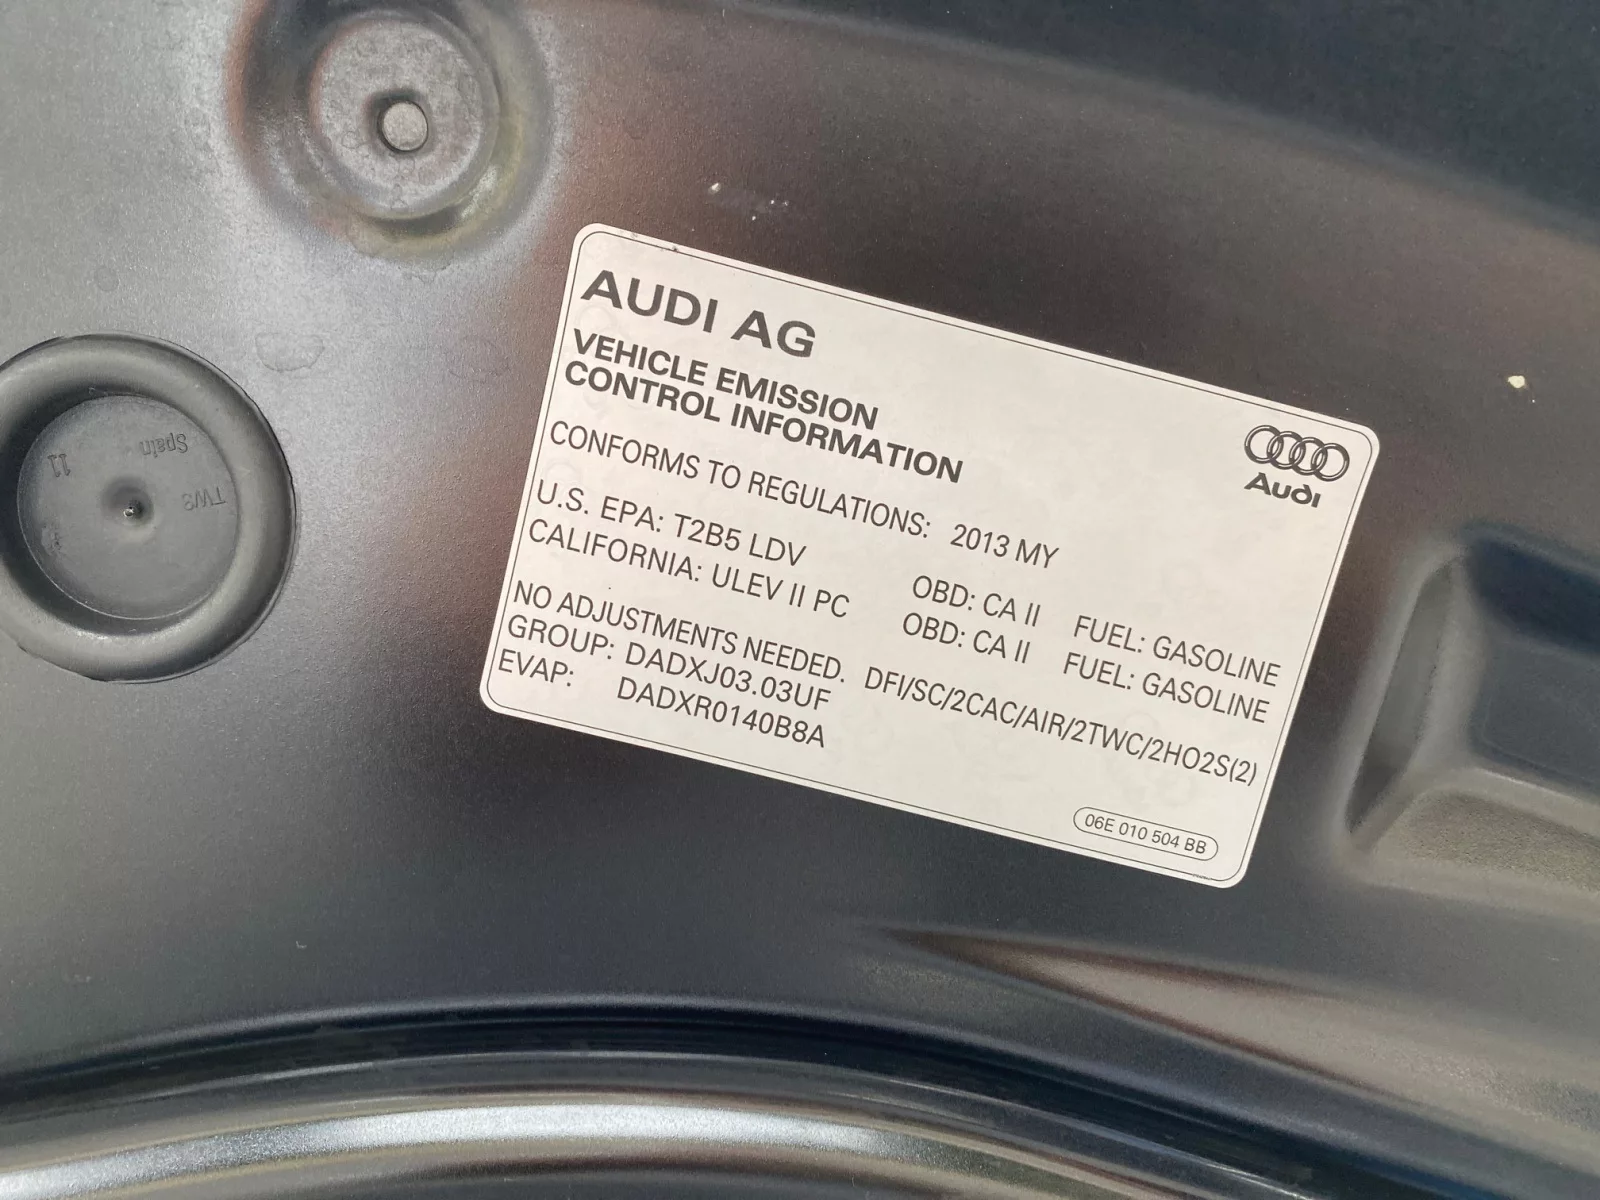 AUDI AG
VEHICLE EMISSION
CONTROL INFORMATION
Audi
CONFORMS TO REGULATIONS: 2013 MY
U.S. EPA: T2B5 LDV OBD: CA II FUEL: GASOLINE
CALIFORNIA: ULEV II PC OBD: CA II FUEL: GASOLINE
NO ADJUSTMENTS NEEDED. DFI/SC/2CAC/AIR/2TWC/2HO2S(2)
GROUP: DADXJ03.03UF
EVAP: DADXR0140B8A
06E 010 504 BB
Spain
11